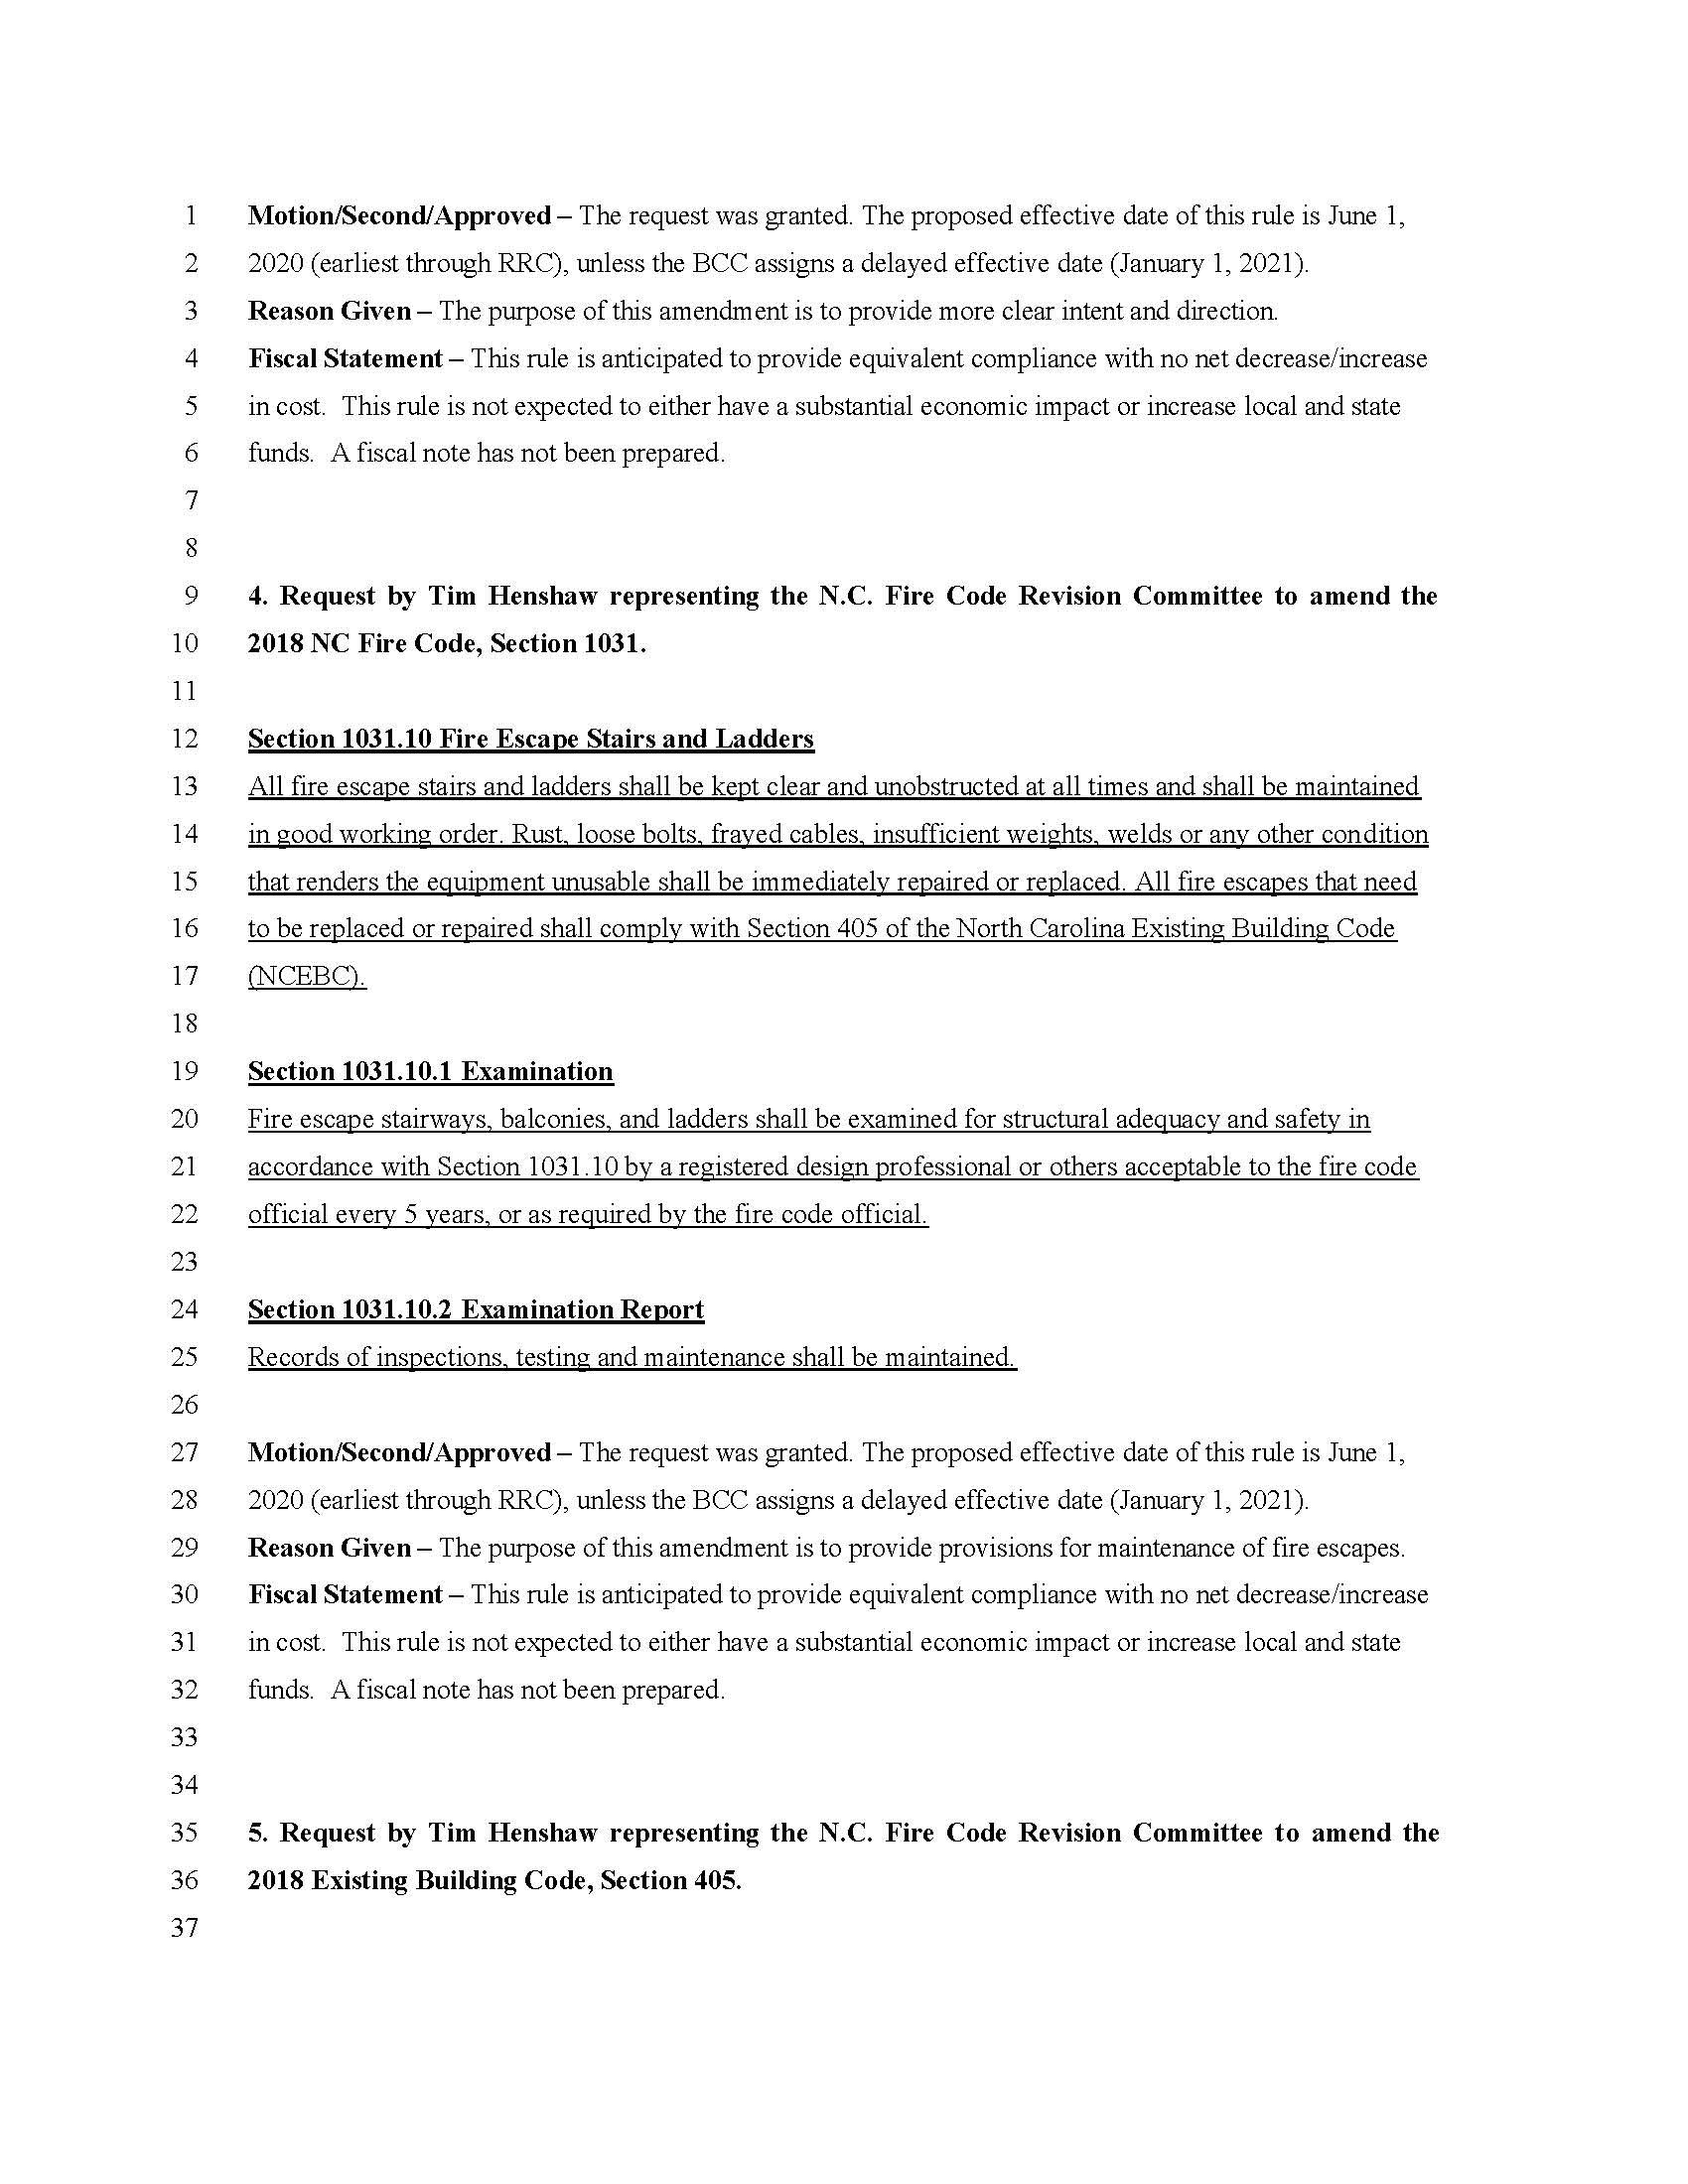 1 Motion/Second/Approved – The request was granted. The proposed effective date of this rule is June 1,
2 2020 (earliest through RRC), unless the BCC assigns a delayed effective date (January 1, 2021).
3 Reason Given – The purpose of this amendment is to provide more clear intent and direction.
4 Fiscal Statement – This rule is anticipated to provide equivalent compliance with no net decrease/increase
5 in cost.  This rule is not expected to either have a substantial economic impact or increase local and state
6 funds.  A fiscal note has not been prepared.
7
8
9 4. Request by Tim Henshaw representing the N.C. Fire Code Revision Committee to amend the
10 2018 NC Fire Code, Section 1031.
11
12 Section 1031.10 Fire Escape Stairs and Ladders
13 All fire escape stairs and ladders shall be kept clear and unobstructed at all times and shall be maintained
14 in good working order. Rust, loose bolts, frayed cables, insufficient weights, welds or any other condition
15 that renders the equipment unusable shall be immediately repaired or replaced. All fire escapes that need
16 to be replaced or repaired shall comply with Section 405 of the North Carolina Existing Building Code
17 (NCEBC).
18
19 Section 1031.10.1 Examination
20 Fire escape stairways, balconies, and ladders shall be examined for structural adequacy and safety in
21 accordance with Section 1031.10 by a registered design professional or others acceptable to the fire code
22 official every 5 years, or as required by the fire code official.
23
24 Section 1031.10.2 Examination Report
25 Records of inspections, testing and maintenance shall be maintained.
26
27 Motion/Second/Approved – The request was granted. The proposed effective date of this rule is June 1,
28 2020 (earliest through RRC), unless the BCC assigns a delayed effective date (January 1, 2021).
29 Reason Given – The purpose of this amendment is to provide provisions for maintenance of fire escapes.
30 Fiscal Statement – This rule is anticipated to provide equivalent compliance with no net decrease/increase
31 in cost.  This rule is not expected to either have a substantial economic impact or increase local and state
32 funds.  A fiscal note has not been prepared.
33
34
35 5. Request by Tim Henshaw representing the N.C. Fire Code Revision Committee to amend the
36 2018 Existing Building Code, Section 405.
37